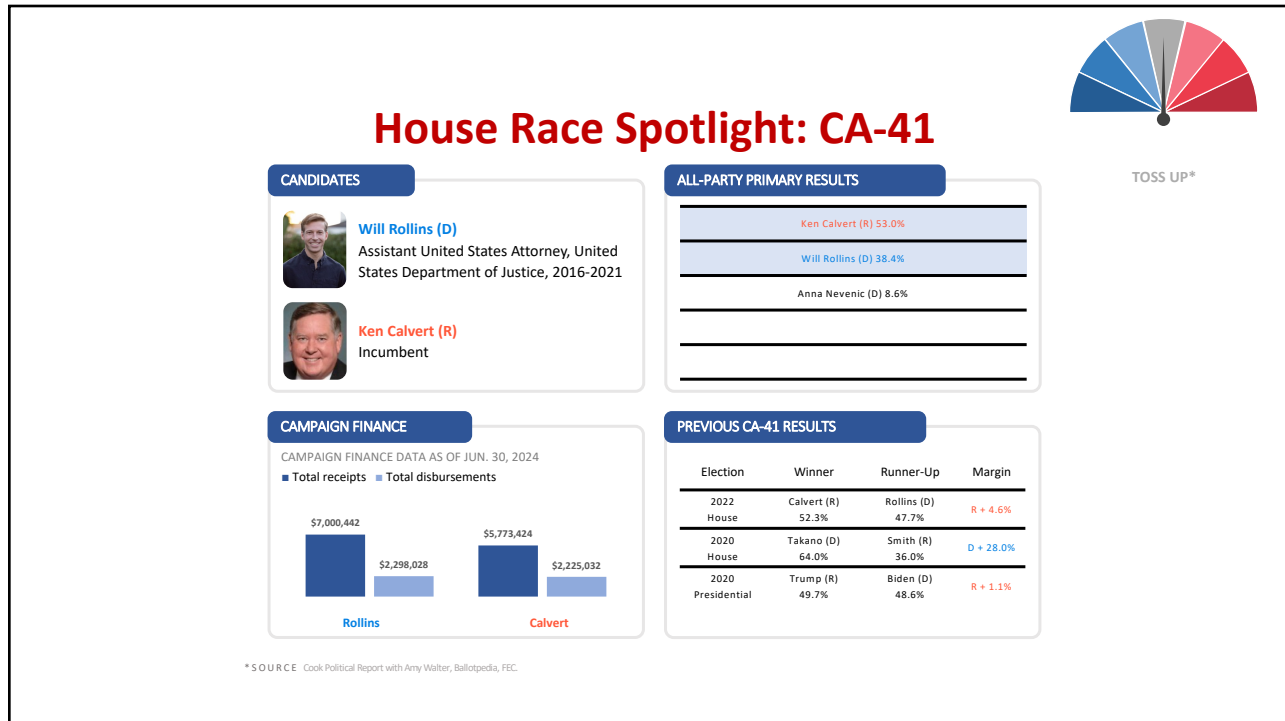 House Race Spotlight: CA-41
TOSS UP*
CANDIDATES
Will Rollins (D)
Assistant United States Attorney, United
States Department of Justice, 2016-2021
Ken Calvert (R)
Incumbent
ALL-PARTY PRIMARY RESULTS
Ken Calvert (R) 53.0%
Will Rollins (D) 38.4%
Anna Nevenic (D) 8.6%
CAMPAIGN FINANCE
CAMPAIGN FINANCE DATA AS OF JUN. 30, 2024
Total receipts Total disbursements
$7,000,442
$2,298,028
$5,773,424
$2,225,032
Rollins Calvert
PREVIOUS CA-41 RESULTS
Election Winner Runner-Up Margin
2022 Calvert (R) Rollins (D)
R + 4.6%
House 52.3% 47.7%
2020 Takano (D) Smith (R)
D + 28.0%
House 64.0% 36.0%
2020 Trump (R) Biden (D)
R + 1.1%
Presidential 49.7% 48.6%
*SOURCE Cook Political Report with Amy Walter, Ballotpedia, FEC.